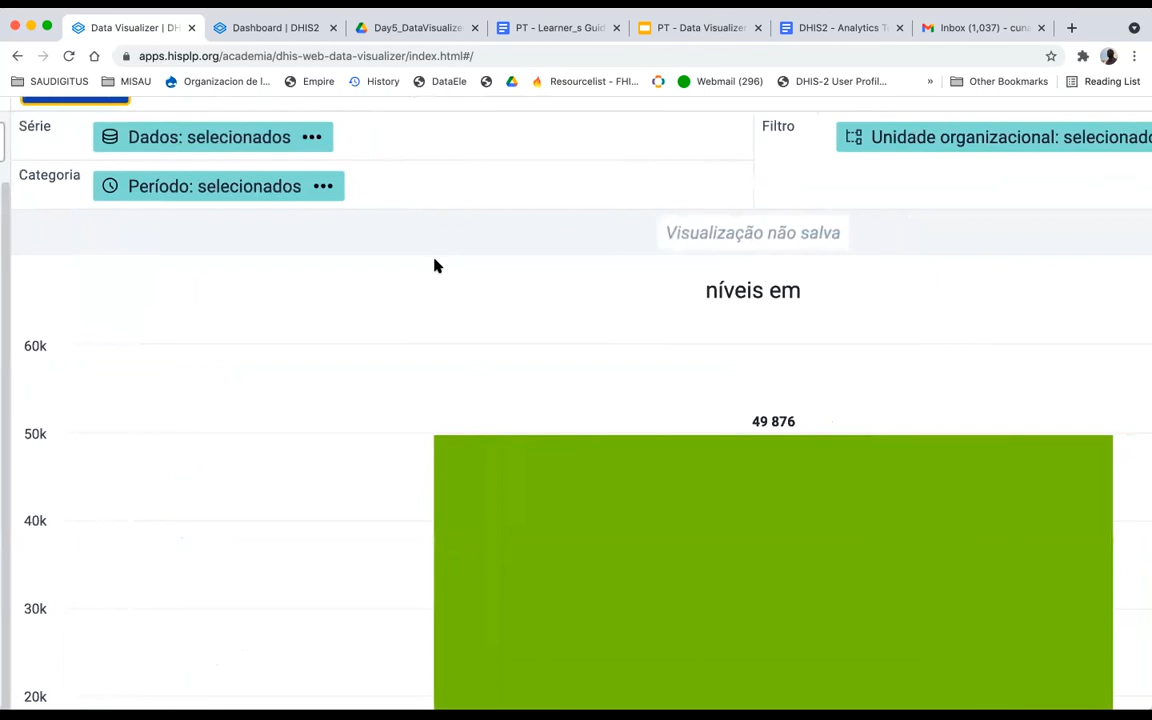 Data Visualizer | DH
Dashboard | DHIS2
Day5_DataVisualize
PT - Learner_s Guid
PT - Data Visualizer
DHIS2 - Analytics To
Inbox (1,037) - cuna
apps.hisplp.org/academia/dhis-web-data-visualizer/index.html#/
SAUDIGITUS
MISAU
Organizacion de l...
Empire
History
DataEle
Resourcelist - FHI...
Webmail (296)
DHIS-2 User Profil...
»
Other Bookmarks
Reading List
Série
Dados: selecionados •••
Filtro
Unidade organizacional: selecionado
Categoria
Período: selecionados •••
Visualização não salva
níveis em
60k
49 876
50k
40k
30k
20k